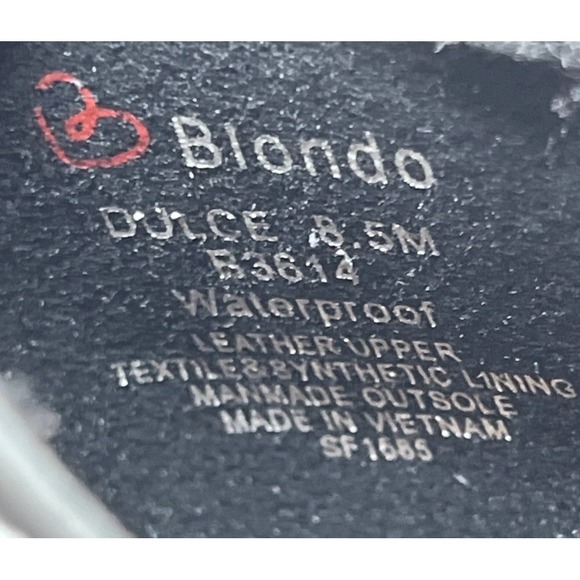 Blondo
DULCE 8.5M
B3614
Waterproof
LEATHER UPPER
TEXTILE&SYNTHETIC LINING
MANMADE OUTSOLE
MADE IN VIETNAM
SF1685